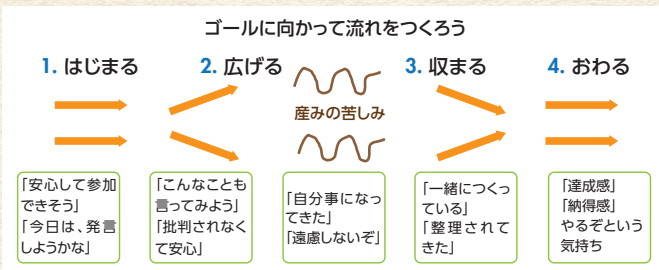 ゴールに向かって流れをつくろう
1. はじまる
2. 広げる
3. 収まる
4. おわる
産みの苦しみ
「安心して参加
できそう」
「今日は、発言
しようかな」
「こんなことも
言ってみよう」
「批判されなく
て安心」
「自分事になっ
てきた」
「遠慮しないぞ」
「一緒につくっ
ている」
「整理されて
きた」
「達成感」
「納得感」
やるぞという
気持ち